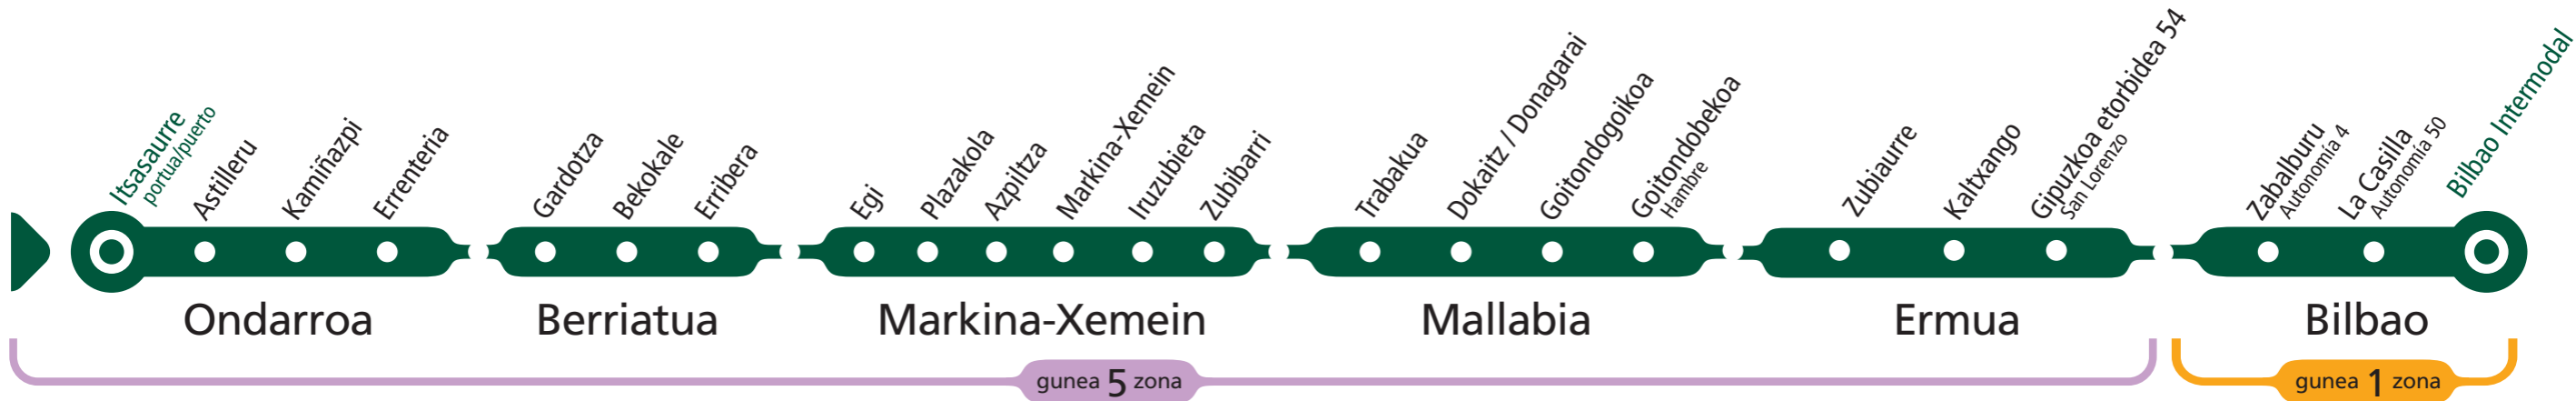 Itsasaurre
portua/puerto
Astilleru
Kamiñazpi
Errenteria
Gardotza
Bekokale
Erribera
Egi
Plazakola
Azpiltza
Markina-Xemein
Iruzubieta
Zubibarri
Trabakua
Dokaitz / Donagarai
Goitondogoikoa
Goitondobekoa
Hambre
Zubiaurre
Kaltxango
Gipuzkoa etorbidea 54
San Lorenzo
Zabalburu
Autonomía 4
La Casilla
Autonomía 50
Bilbao Intermodal
Ondarroa
Berriatua
Markina-Xemein
Mallabia
Ermua
Bilbao
gunea 5 zona
gunea 1 zona